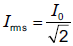 I_rms = I_0/√2